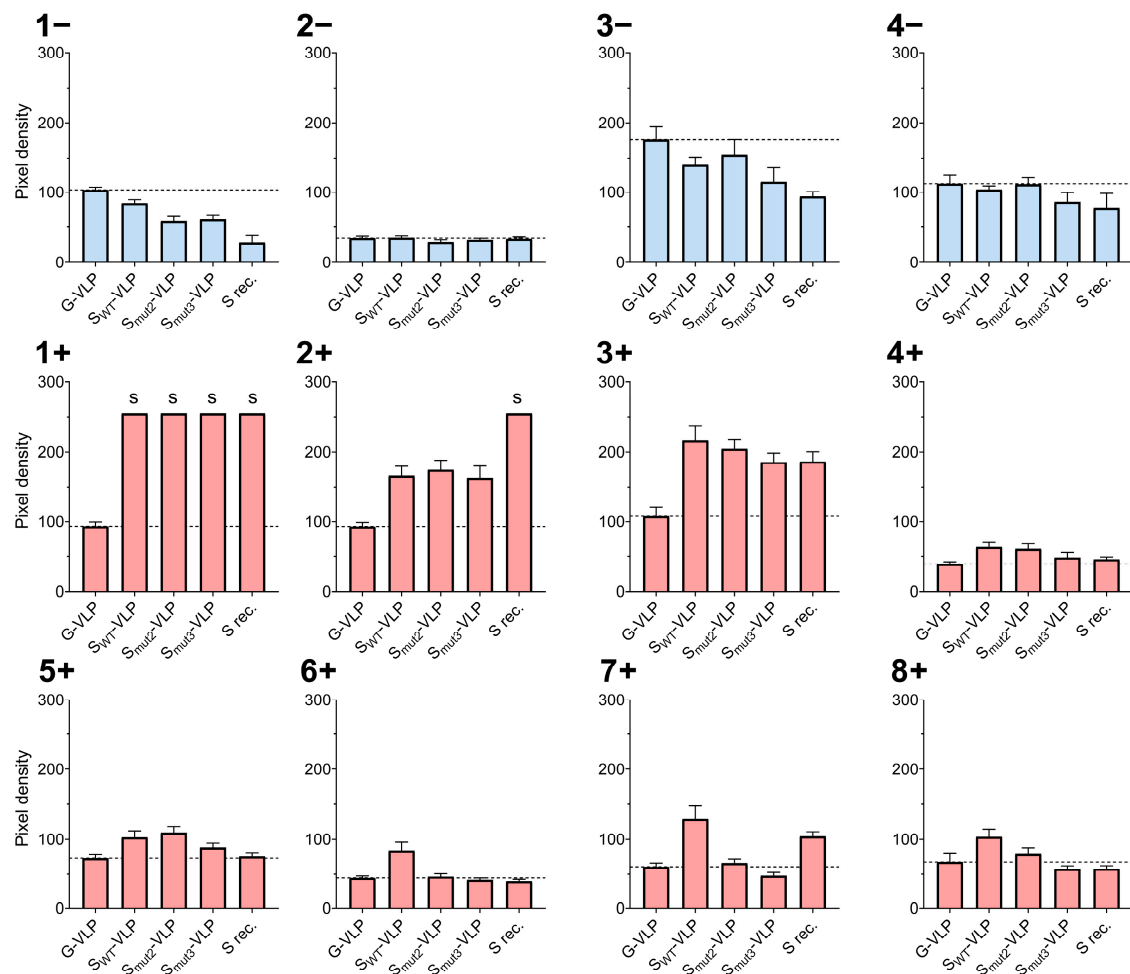 1− 2− 3− 4−
300 300 300 300
200 200 200 200
100 100 100 100
0 0 0 0
Pixel density
G-VLP SWT-VLP Smut2-VLP Smut3-VLP S rec. G-VLP SWT-VLP Smut2-VLP Smut3-VLP S rec. G-VLP SWT-VLP Smut2-VLP Smut3-VLP S rec. G-VLP SWT-VLP Smut2-VLP Smut3-VLP S rec.
1+ 2+ 3+ 4+
300 300 300 300
s s s s s
200 200 200 200
100 100 100 100
0 0 0 0
Pixel density
G-VLP SWT-VLP Smut2-VLP Smut3-VLP S rec. G-VLP SWT-VLP Smut2-VLP Smut3-VLP S rec. G-VLP SWT-VLP Smut2-VLP Smut3-VLP S rec. G-VLP SWT-VLP Smut2-VLP Smut3-VLP S rec.
5+ 6+ 7+ 8+
300 300 300 300
200 200 200 200
100 100 100 100
0 0 0 0
Pixel density
G-VLP SWT-VLP Smut2-VLP Smut3-VLP S rec. G-VLP SWT-VLP Smut2-VLP Smut3-VLP S rec. G-VLP SWT-VLP Smut2-VLP Smut3-VLP S rec. G-VLP SWT-VLP Smut2-VLP Smut3-VLP S rec.